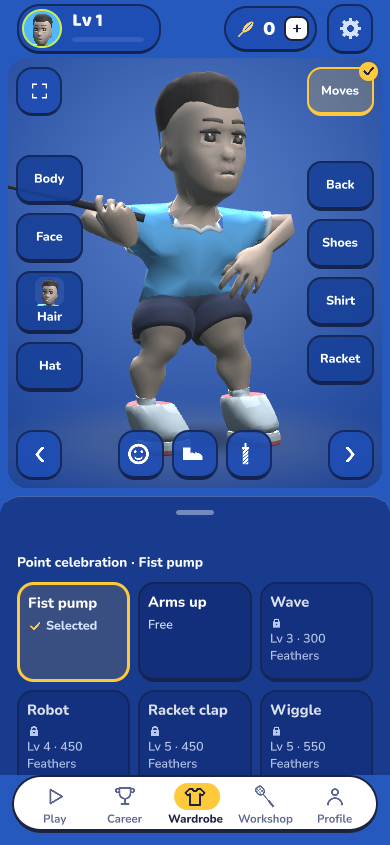 Lv 1
0
+
Moves
Body
Back
Face
Shoes
Hair
Shirt
Hat
Racket
Point celebration · Fist pump
Fist pump
Selected
Arms up
Free
Wave
Lv 3 · 300
Feathers
Robot
Lv 4 · 450
Feathers
Racket clap
Lv 5 · 450
Feathers
Wiggle
Lv 5 · 550
Feathers
Play
Career
Wardrobe
Workshop
Profile